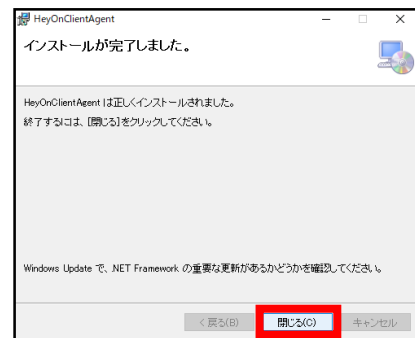 HeyOnClientAgent
インストールが完了しました。
HeyOnClientAgent は正しくインストールされました。
終了するには、[閉じる]をクリックしてください。
Windows Update で、.NET Framework の重要な更新があるかどうかを確認してください。
< 戻る(B)
閉じる(C)
キャンセル